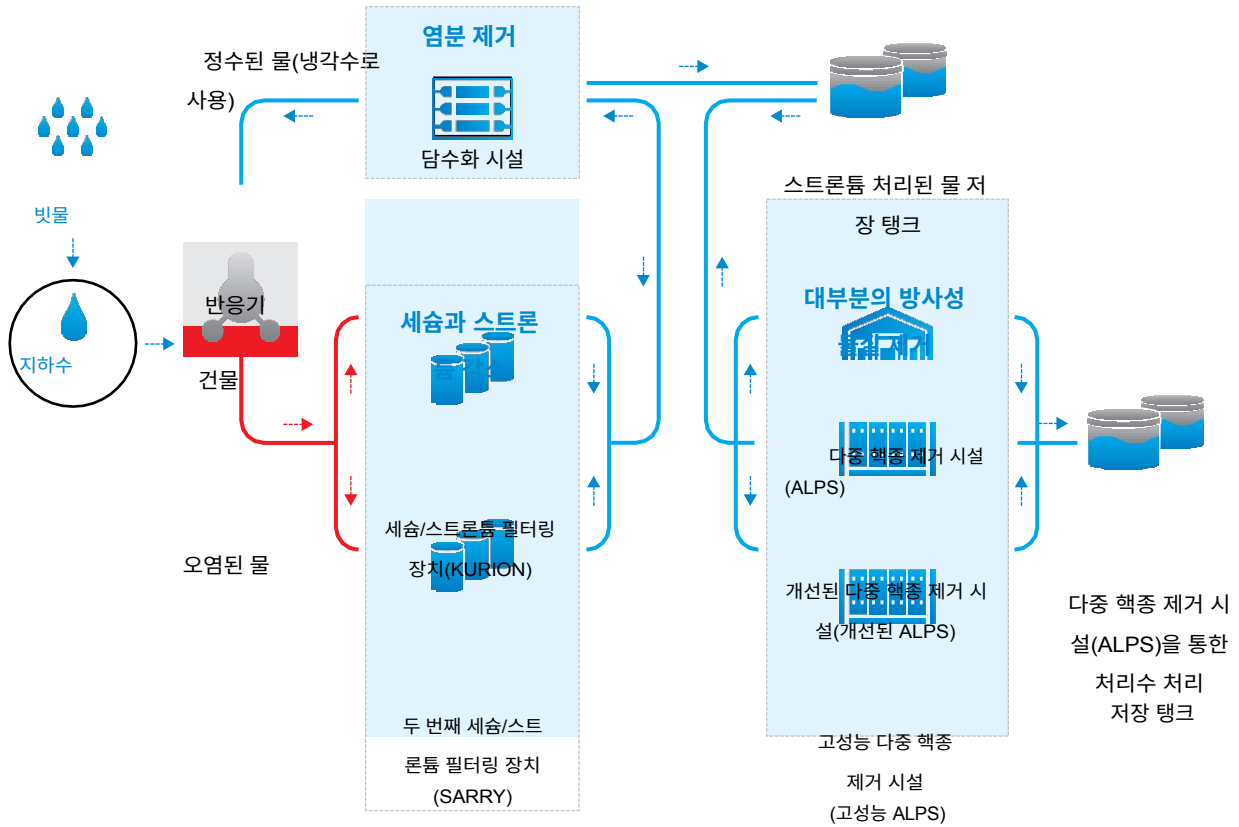 염분 제거
정수된 물(냉각수로
사용)
담수화 시설
빗물
지하수
반응기
건물
오염된 물
세슘과 스트론
세슘/스트론튬 필터링
장치(KURION)
두 번째 세슘/스트
론튬 필터링 장치
(SARRY)
스트론튬 처리된 물 저
장 탱크
대부분의 방사성
물질 제거
다중 핵종 제거 시설
(ALPS)
개선된 다중 핵종 제거 시
설(개선된 ALPS)
고성능 다중 핵종
제거 시설
(고성능 ALPS)
다중 핵종 제거 시
설(ALPS)을 통한
처리수 처리
저장 탱크